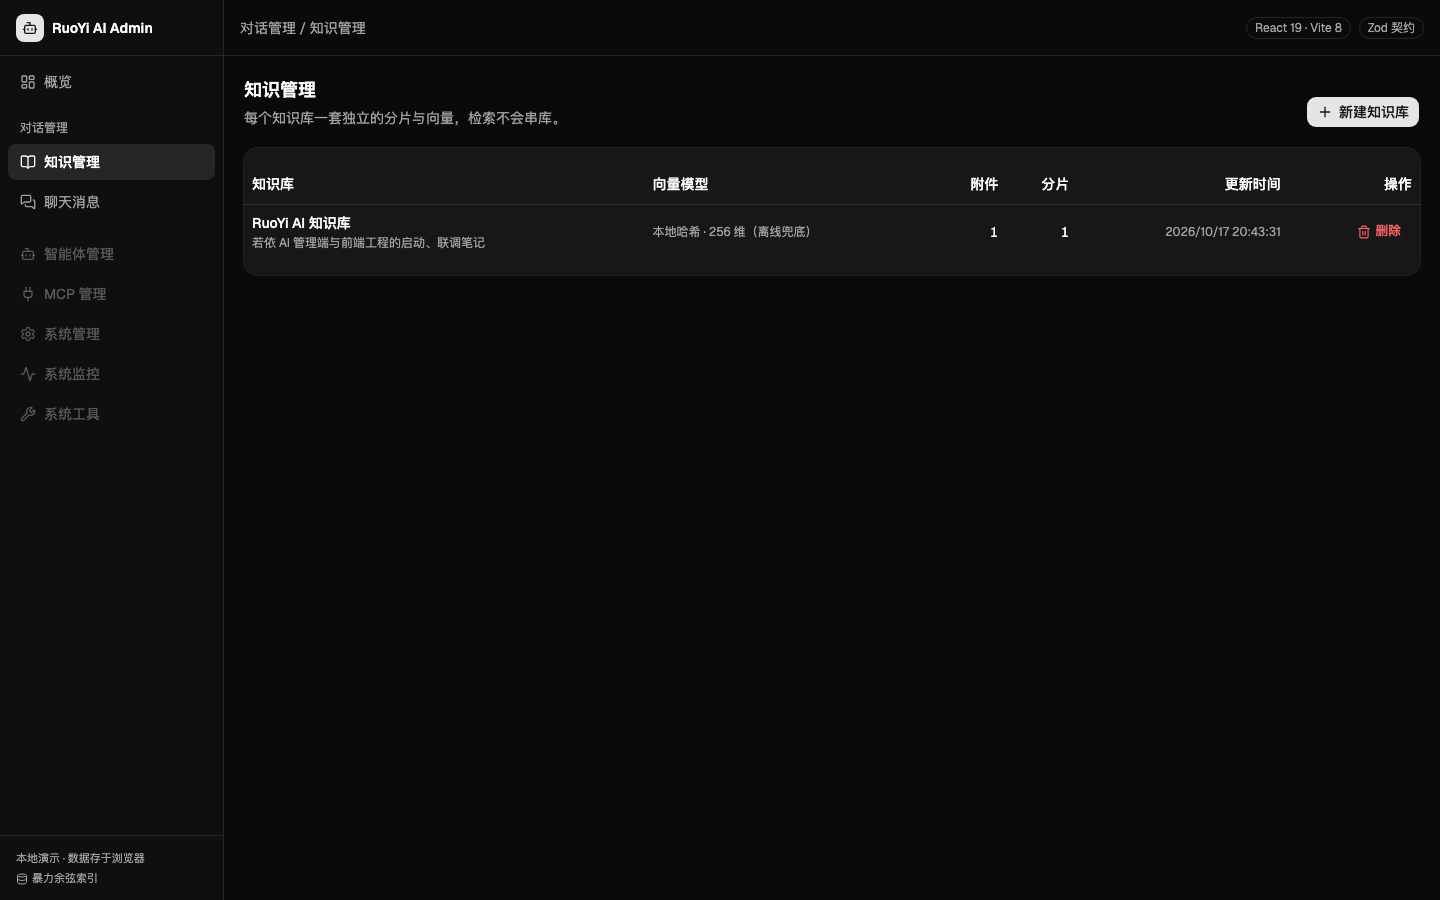 RuoYi AI Admin
对话管理 / 知识管理
React 19 · Vite 8
Zod 契约
概览
对话管理
知识管理
聊天消息
智能体管理
MCP 管理
系统管理
系统监控
系统工具
本地演示 · 数据存于浏览器
暴力余弦索引
知识管理
每个知识库一套独立的分片与向量，检索不会串库。
新建知识库
知识库 向量模型 附件 分片 更新时间 操作
RuoYi AI 知识库
若依 AI 管理端与前端工程的启动、联调笔记
本地哈希 · 256 维（离线兜底） 1 1 2026/10/17 20:43:31 删除